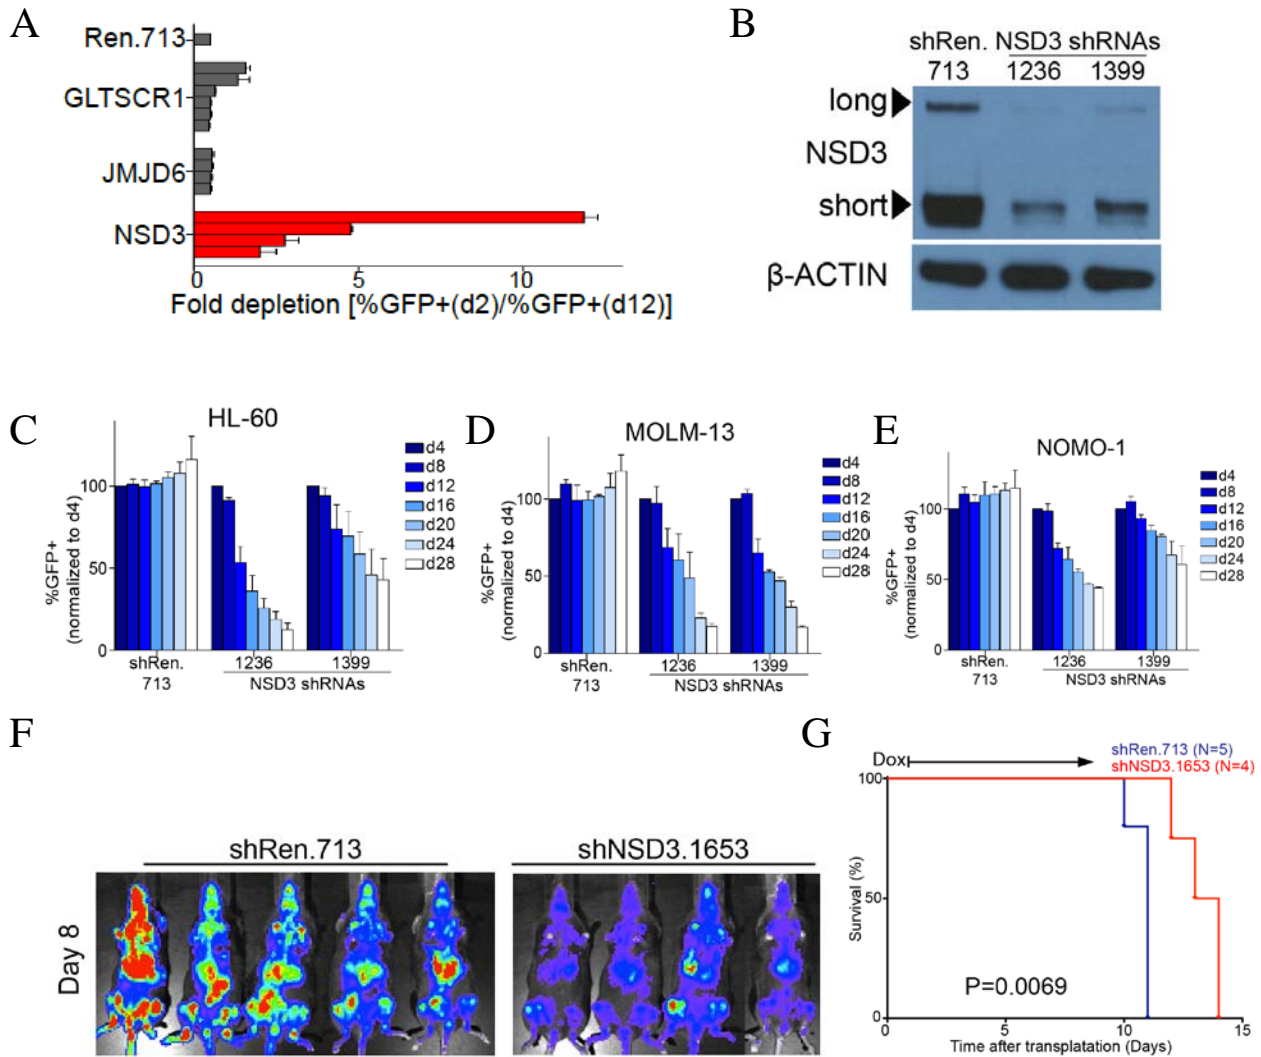 A
Ren.713
GLTSCR1
JMJD6
NSD3
0 5 10
Fold depletion [%GFP+(d2)/%GFP+(d12)]
B
shRen. NSD3 shRNAs
713 1236 1399
long
NSD3
short
β-ACTIN
C
HL-60
%GFP+
(normalized to d4)
100
50
0
d4
d8
d12
d16
d20
d24
d28
shRen. 1236 1399
713 NSD3 shRNAs
D
MOLM-13
%GFP+
(normalized to d4)
100
50
0
d4
d8
d12
d16
d20
d24
d28
shRen. 1236 1399
713 NSD3 shRNAs
E
NOMO-1
%GFP+
(normalized to d4)
100
50
0
d4
d8
d12
d16
d20
d24
d28
shRen. 1236 1399
713 NSD3 shRNAs
F
shRen.713 shNSD3.1653
Day 8
G
Dox
shRen.713 (N=5)
shNSD3.1653 (N=4)
Survival (%)
100
50
0
P=0.0069
0 5 10 15
Time after transplatation (Days)